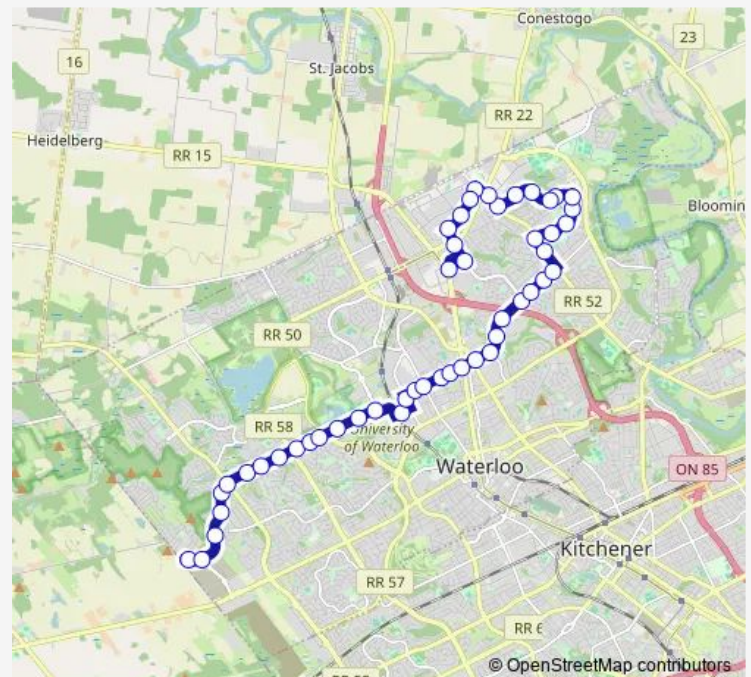 Conestogo
23
16
St. Jacobs
RR 22
Heidelberg
RR 15
Bloomin
RR 52
RR 50
RR 58
University
of Waterloo
Waterloo
ON 85
Kitchener
RR 57
RR 6
© OpenStreetMap contributors